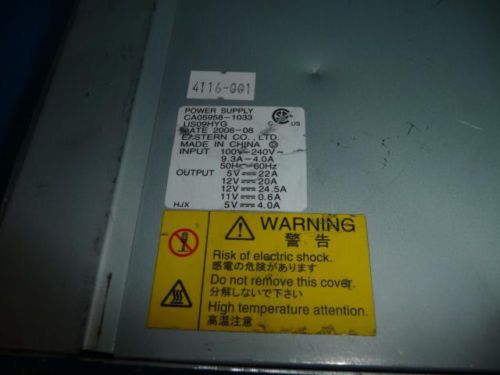 4116-001
POWER SUPPLY
CA05958-1033
US09HYG
DATE 2006-08
EASTERN CO., LTD.
MADE IN CHINA
C US
INPUT 100V-240V~
9.3A-4.0A
50Hz-60Hz
OUTPUT 5V⎓22A
12V⎓20A
12V⎓24.5A
11V⎓0.6A
HJX 5V⎓4.0A
WARNING
警告
Risk of electric shock.
感電の危険があります
Do not remove this cover.
分解しないで下さい
High temperature attention.
高温注意